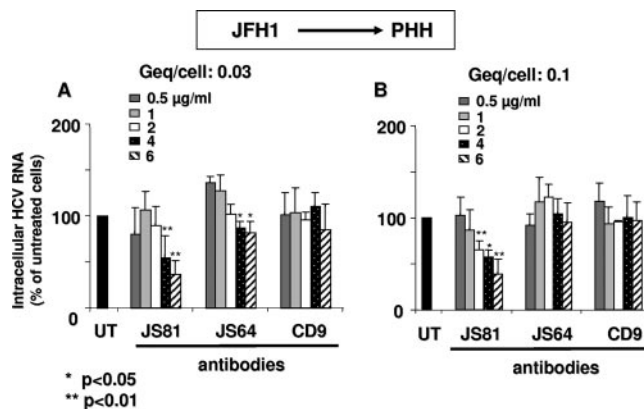 JFH1 PHH
Geq/cell: 0.03
Geq/cell: 0.1
A
0.5 µg/ml
1
2
4
6
200
100
0
Intracellular HCV RNA
(% of untreated cells)
** ** * *
UT JS81 JS64 CD9
antibodies
* p<0.05
** p<0.01
B
0.5 µg/ml
1
2
4
6
200
100
0
** * **
UT JS81 JS64 CD9
antibodies